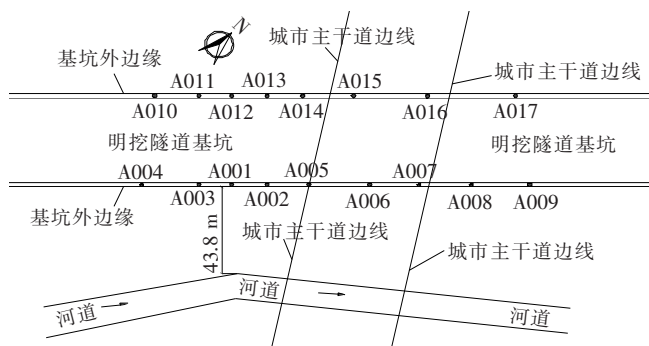 N
城市主干道边线
基坑外边缘
A011
A013
A015
城市主干道边线
A010
A012
A014
A016
A017
明挖隧道基坑
明挖隧道基坑
A004
A001
A005
A007
A003
A002
A006
A008
A009
基坑外边缘
43.8 m
城市主干道边线
城市主干道边线
河道
河道
河道